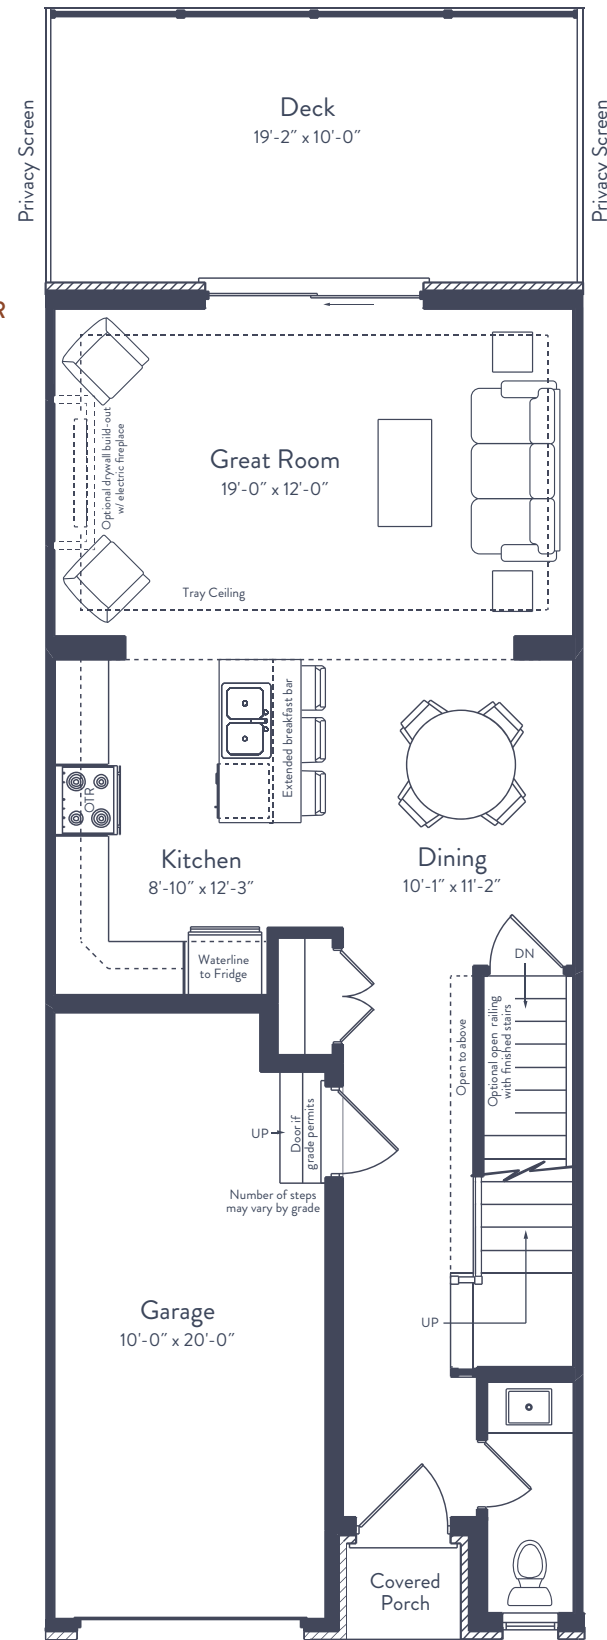 Deck
19'-2" x 10'-0"
Privacy Screen
Privacy Screen
R
Great Room
19'-0" x 12'-0"
Optional drywall build-out
w/ electric fireplace
Tray Ceiling
Extended breakfast bar
OTR
Kitchen
8'-10" x 12'-3"
Dining
10'-1" x 11'-2"
Waterline
to Fridge
DN
Optional open railing
with finished stairs
Open to above
UP
Door if
grade permits
Number of steps
may vary by grade
Garage
10'-0" x 20'-0"
UP
Covered
Porch